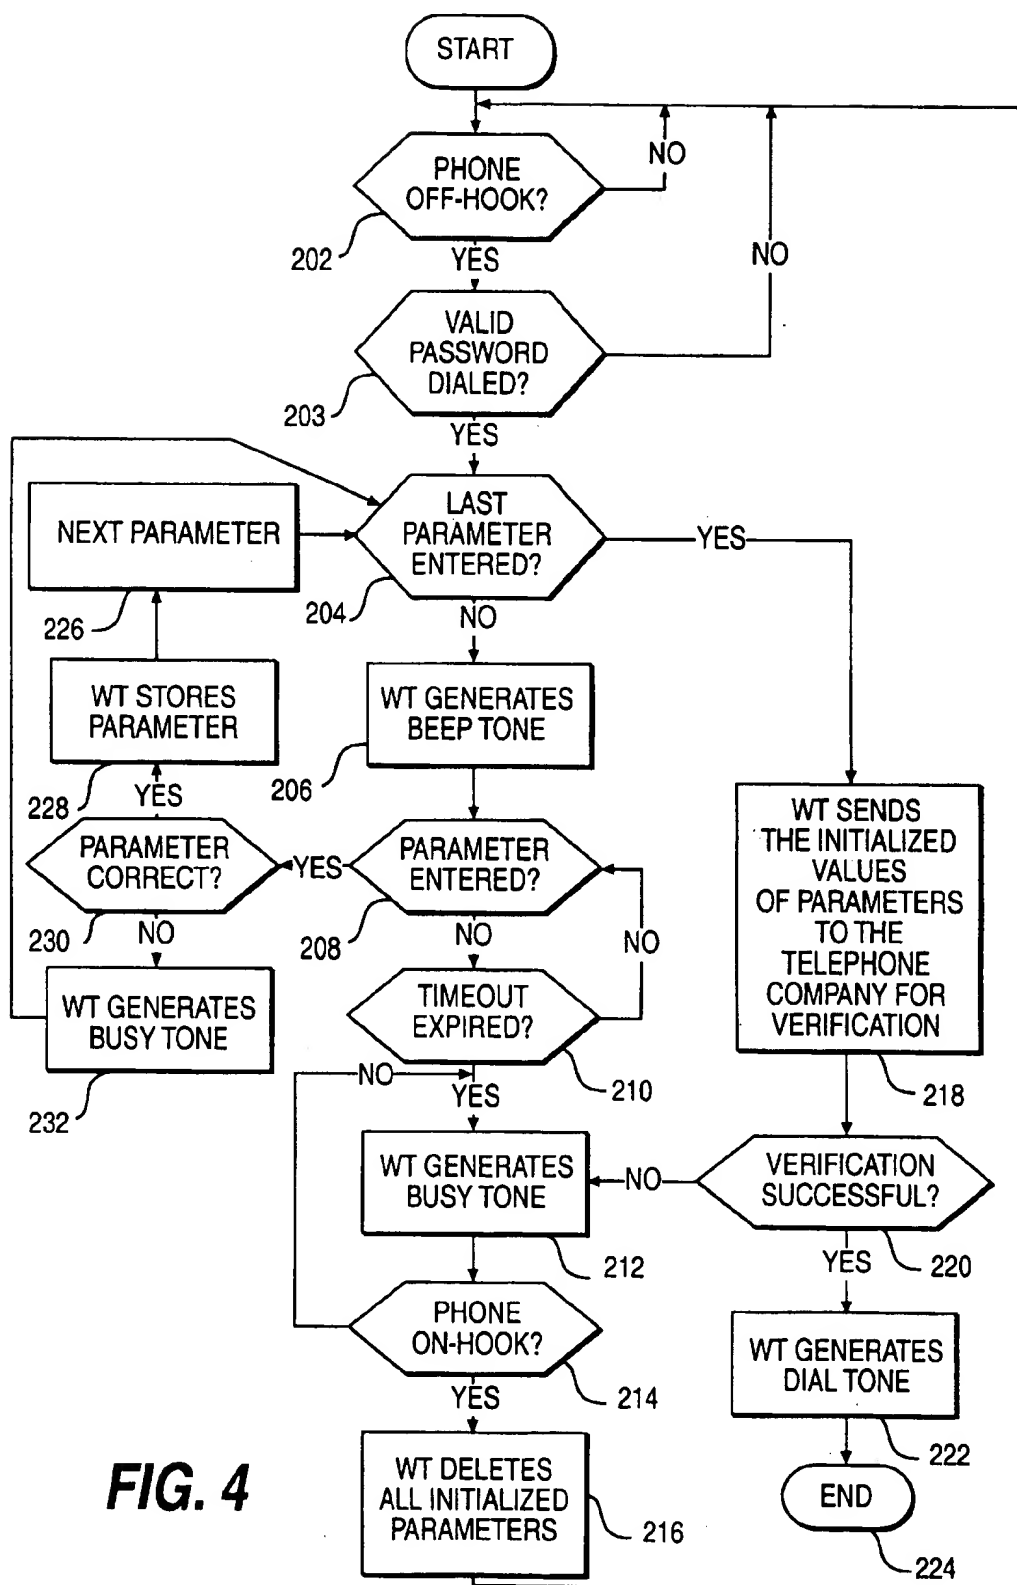 START
PHONE
OFF-HOOK?
NO
202
YES
NO
VALID
PASSWORD
DIALED?
203
YES
NEXT PARAMETER
226
LAST
PARAMETER
ENTERED?
204
YES
NO
WT STORES
PARAMETER
228
YES
WT GENERATES
BEEP TONE
206
PARAMETER
CORRECT?
230
NO
YES
PARAMETER
ENTERED?
208
NO
NO
WT SENDS
THE INITIALIZED
VALUES
OF PARAMETERS
TO THE
TELEPHONE
COMPANY FOR
VERIFICATION
218
WT GENERATES
BUSY TONE
232
TIMEOUT
EXPIRED?
210
NO
YES
WT GENERATES
BUSY TONE
212
NO
VERIFICATION
SUCCESSFUL?
220
YES
PHONE
ON-HOOK?
214
YES
WT GENERATES
DIAL TONE
222
FIG. 4
WT DELETES
ALL INITIALIZED
PARAMETERS
216
END
224